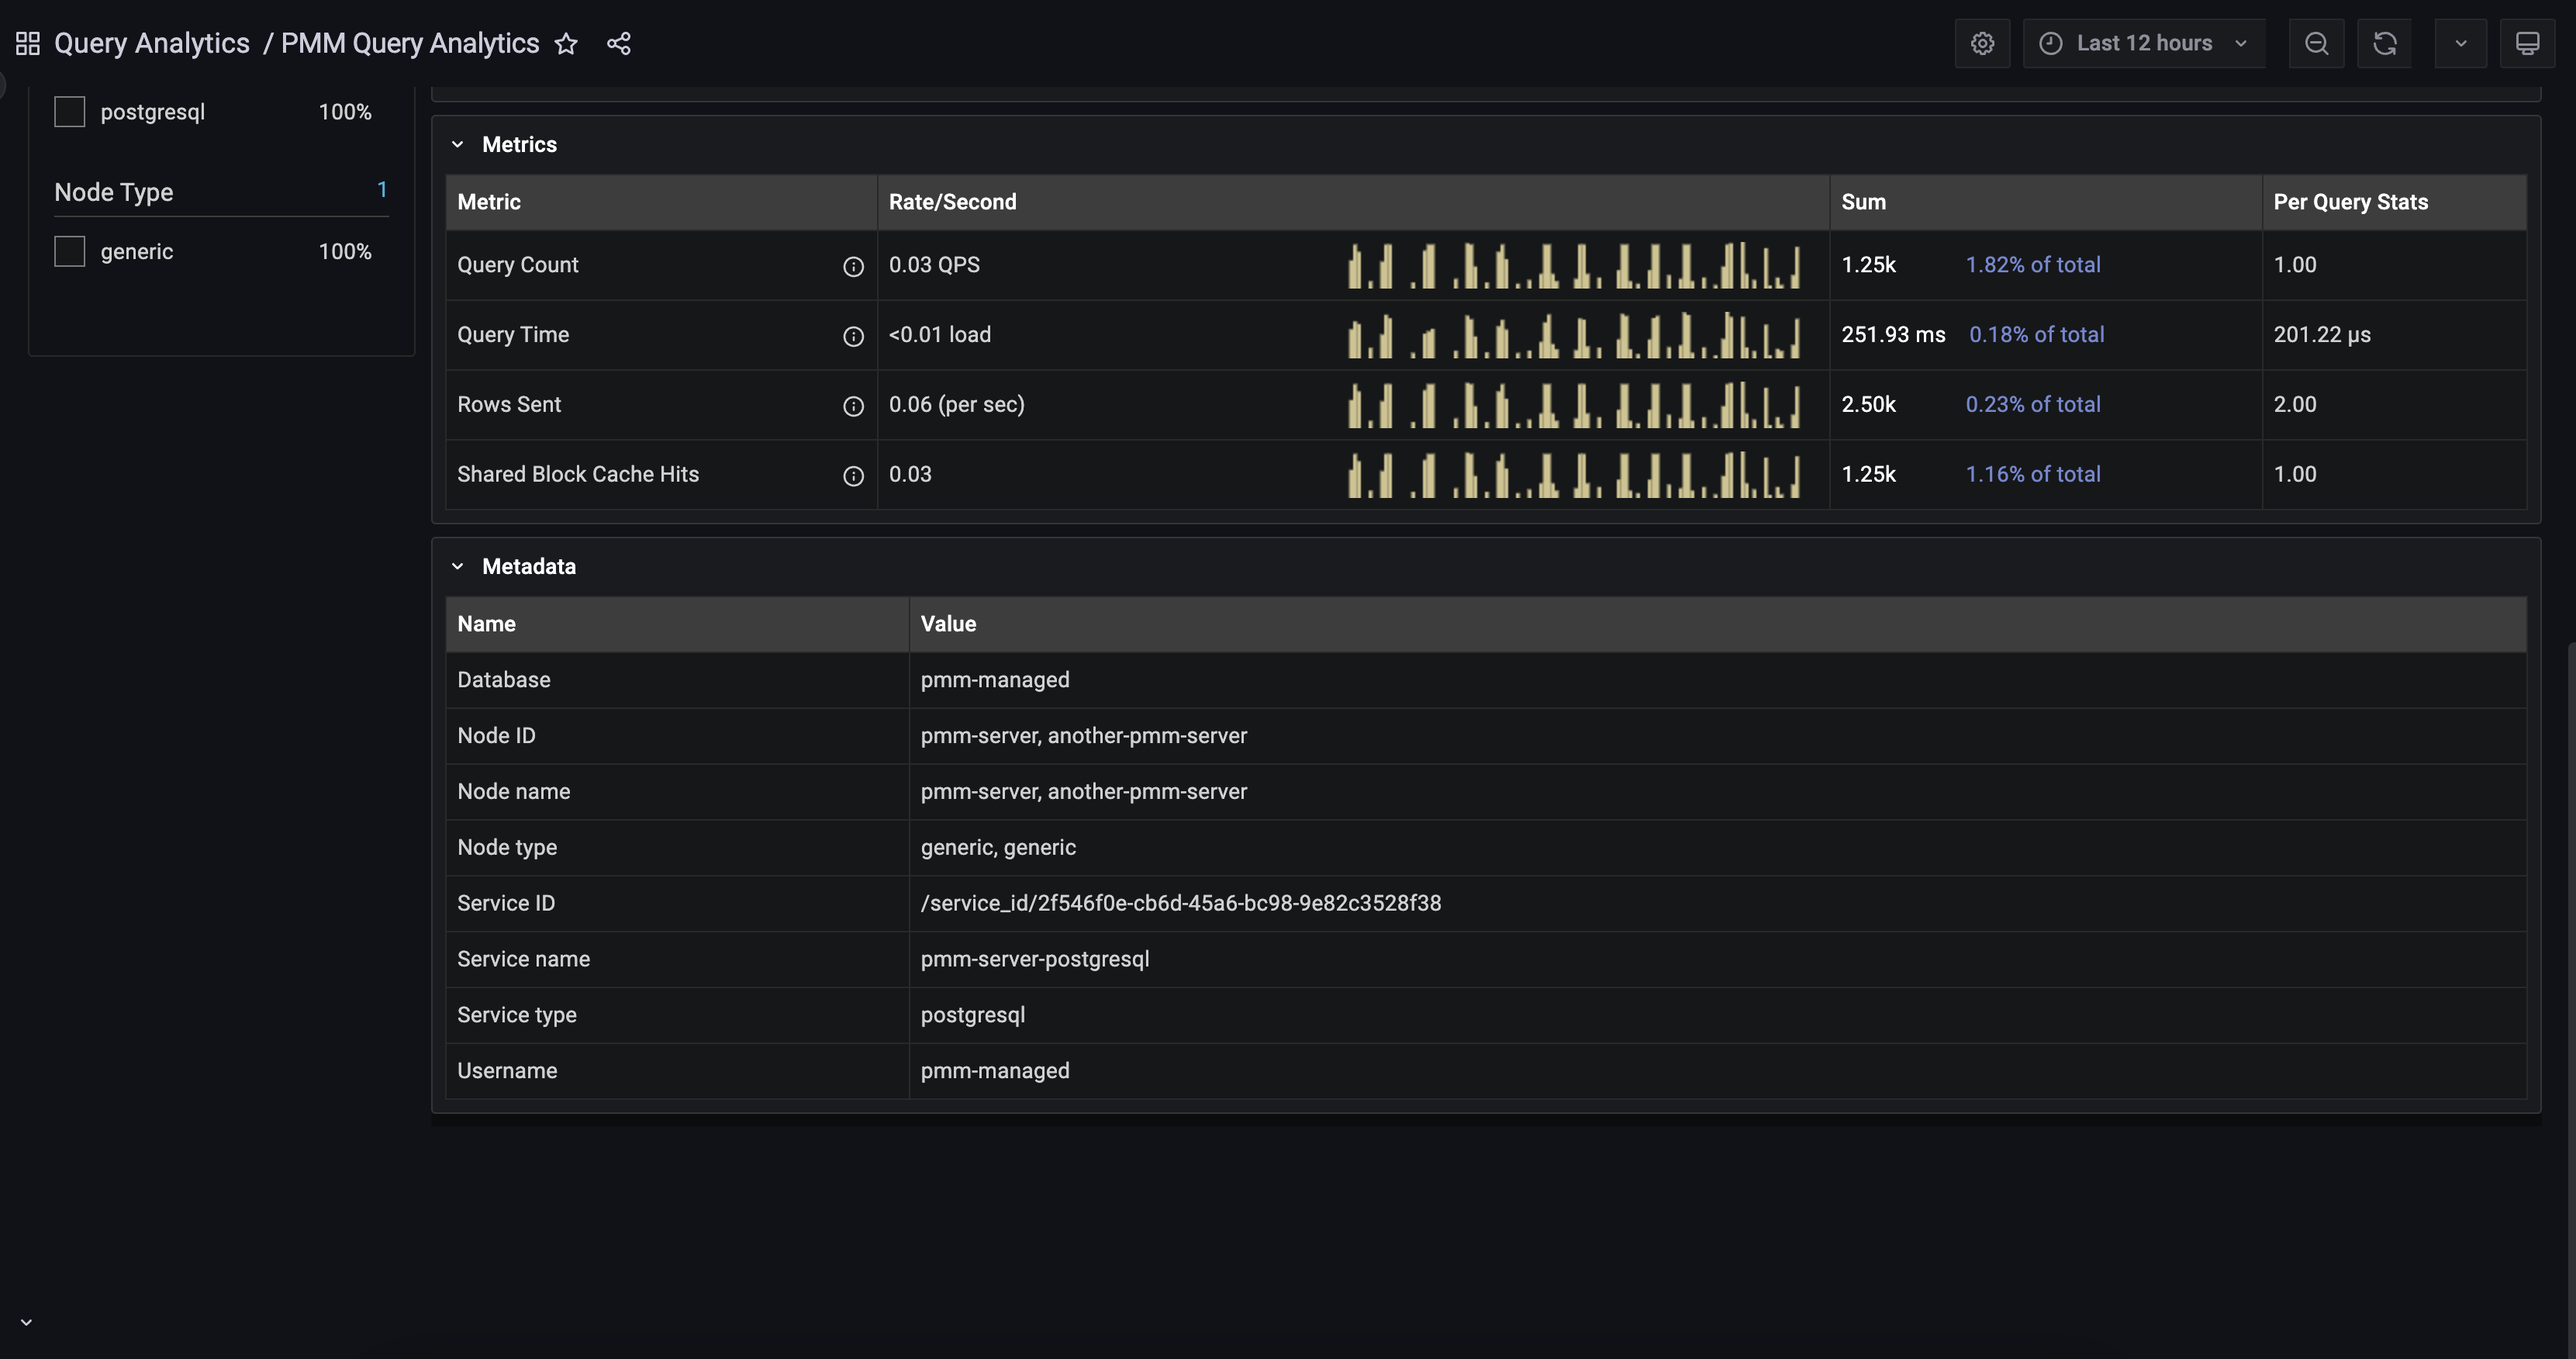 Query Analytics / PMM Query Analytics
Last 12 hours
postgresql 100%
Node Type 1
generic 100%
Metrics
Metric Rate/Second Sum Per Query Stats
Query Count 0.03 QPS 1.25k 1.82% of total 1.00
Query Time <0.01 load 251.93 ms 0.18% of total 201.22 µs
Rows Sent 0.06 (per sec) 2.50k 0.23% of total 2.00
Shared Block Cache Hits 0.03 1.25k 1.16% of total 1.00
Metadata
Name Value
Database pmm-managed
Node ID pmm-server, another-pmm-server
Node name pmm-server, another-pmm-server
Node type generic, generic
Service ID /service_id/2f546f0e-cb6d-45a6-bc98-9e82c3528f38
Service name pmm-server-postgresql
Service type postgresql
Username pmm-managed